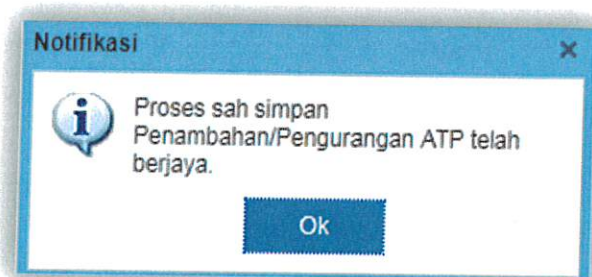 Notifikasi
Proses sah simpan
Penambahan/Pengurangan ATP telah
berjaya.
Ok